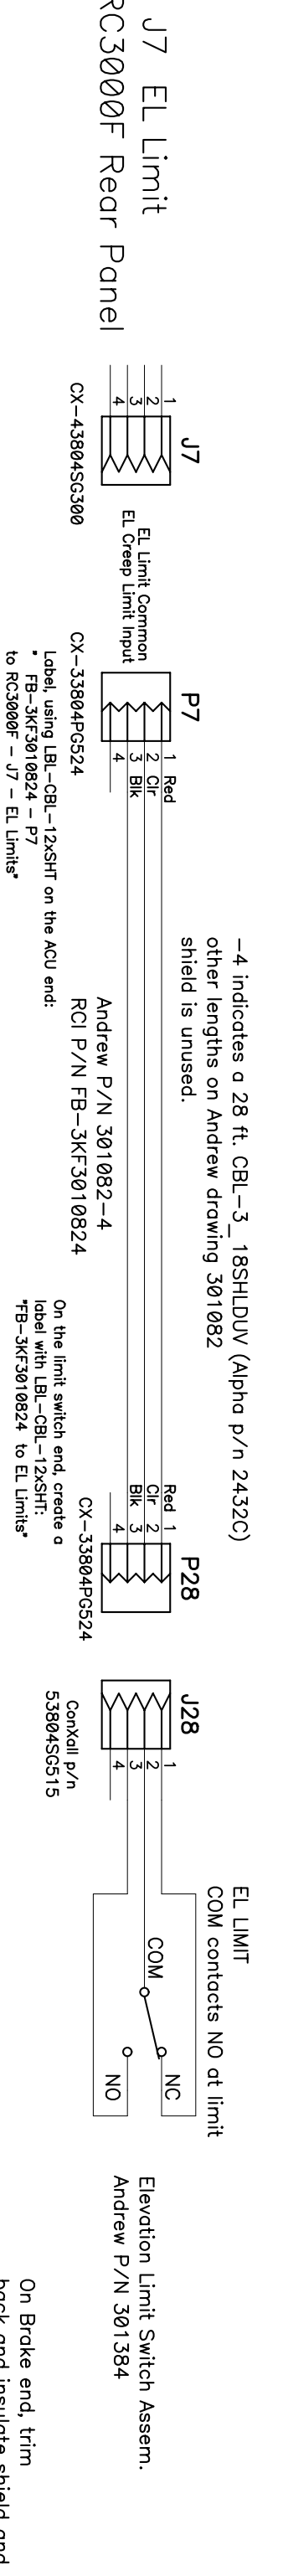 J7 EL Limit
RC3000F Rear Panel
J7
1
2
3
4
CX-43804SG300
EL Limit Common
EL Creep Limit Input
P7
1 Red
2 Clr
3 Blk
4
CX-33804PG524
Label, using LBL-CBL-12xSHT on the ACU end:
" FB-3KF3010824 - P7
to RC3000F - J7 - EL Limits"
-4 indicates a 28 ft. CBL-3_18SHLDUV (Alpha p/n 2432C)
other lengths on Andrew drawing 301082
shield is unused.
Andrew P/N 301082-4
RCI P/N FB-3KF3010824
On the limit switch end, create a
label with LBL-CBL-12xSHT:
"FB-3KF3010824 to EL Limits"
P28
Red 1
Clr 2
Blk 3
4
CX-33804PG524
J28
1
2
3
4
ConXall p/n
53804SG515
EL LIMIT
COM contacts NO at limit
COM
NC
NO
Elevation Limit Switch Assem.
Andrew P/N 301384
On Brake end, trim
back and insulate shield and